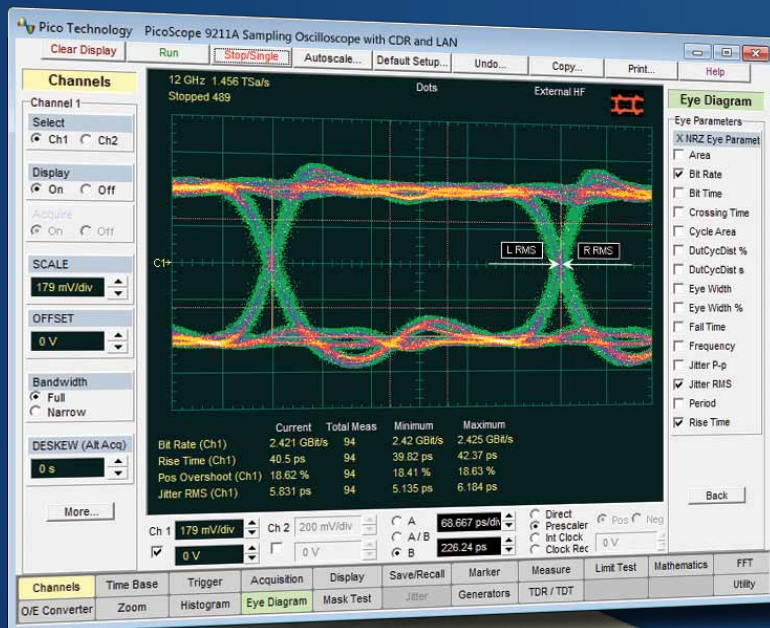 Pico Technology PicoScope 9211A Sampling Oscilloscope with CDR and LAN
Clear Display Run Stop/Single Autoscale... Default Setup... Undo... Copy... Print... Help
Channels
Channel 1
Select
Ch1 Ch2
Display
On Off
Acquire
On Off
SCALE
179 mV/div
OFFSET
0 V
Bandwidth
Full
Narrow
DESKEW (Alt Acq)
0 s
More...
12 GHz 1.456 TSa/s
Stopped 489
Dots
External HF
C1
L RMS R RMS
Current Total Meas Minimum Maximum
Bit Rate (Ch1) 2.421 GBit/s 94 2.42 GBit/s 2.425 GBit/s
Rise Time (Ch1) 40.5 ps 94 39.82 ps 42.37 ps
Pos Overshoot (Ch1) 18.62 % 94 18.41 % 18.63 %
Jitter RMS (Ch1) 5.831 ps 94 5.135 ps 6.184 ps
Eye Diagram
Eye Parameters
X NRZ Eye Paramet
Area
Bit Rate
Bit Time
Crossing Time
Cycle Area
DutCycDist %
DutCycDist s
Eye Width
Eye Width %
Fall Time
Frequency
Jitter P-p
Jitter RMS
Period
Rise Time
Back
Ch 1 179 mV/div Ch 2 200 mV/div
0 V 0 V
A
A / B
B
68.667 ps/div
226.24 ps
Direct
Prescaler
Int Clock
Clock Rec
Pos Neg
0 V
Channels Time Base Trigger Acquisition Display Save/Recall Marker Measure Limit Test Mathematics FFT
O/E Converter Zoom Histogram Eye Diagram Mask Test Jitter Generators TDR / TDT Utility